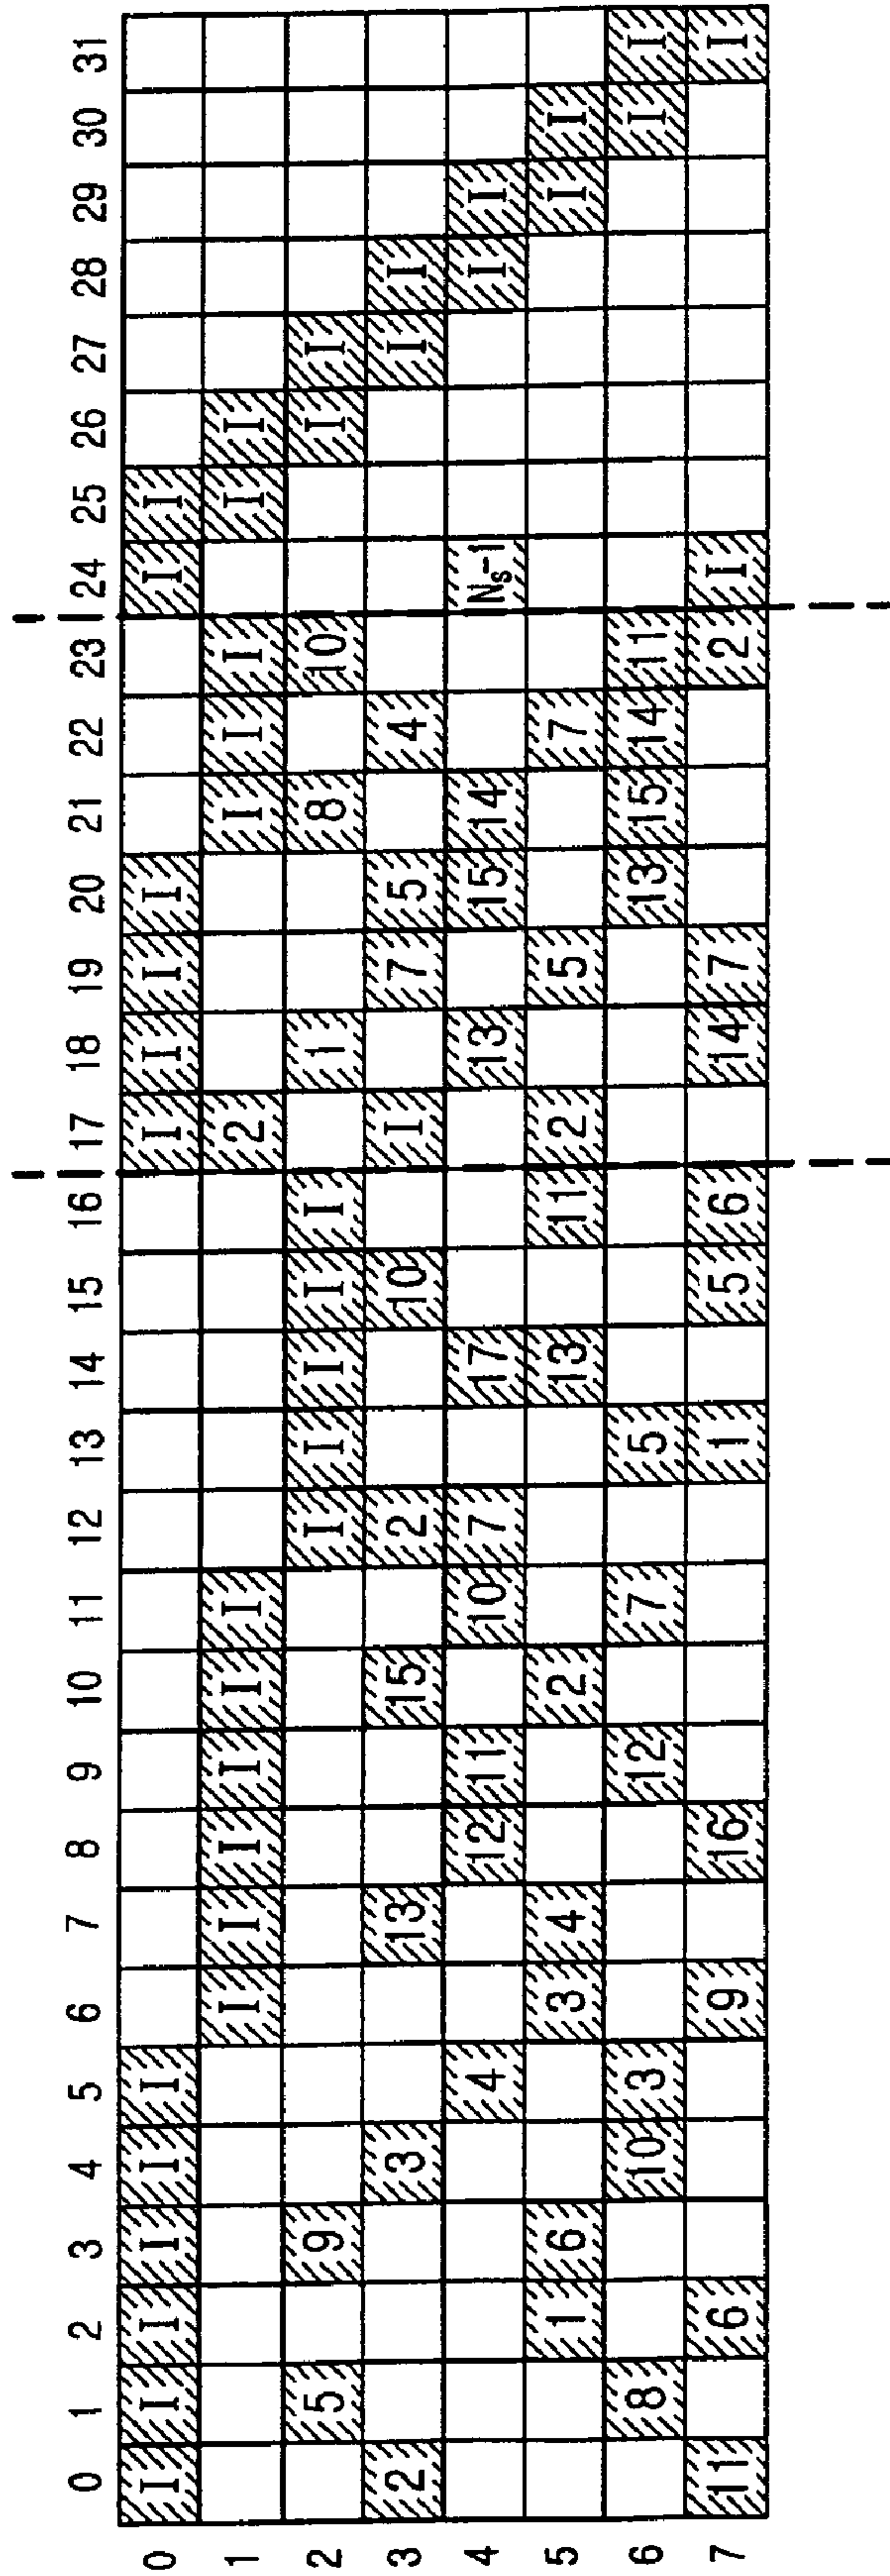 0 1 2 3 4 5 6 7 8 9 10 11 12 13 14 15 16 17 18 19 20 21 22 23 24 25 26 27 28 29 30 31
0 I I I I I I I I I I I I
1 I I I I I I 2 I I I I I
2 5 9 I I I I I 1 8 10 I I
3 2 3 13 15 2 10 I 7 5 4 I I
4 4 12 11 10 7 17 13 15 14 Ns-1 I I
5 1 6 3 4 2 13 11 2 5 7 I I
6 8 10 3 12 7 5 13 15 14 11 I I
7 11 6 9 16 1 5 6 14 7 2 I I